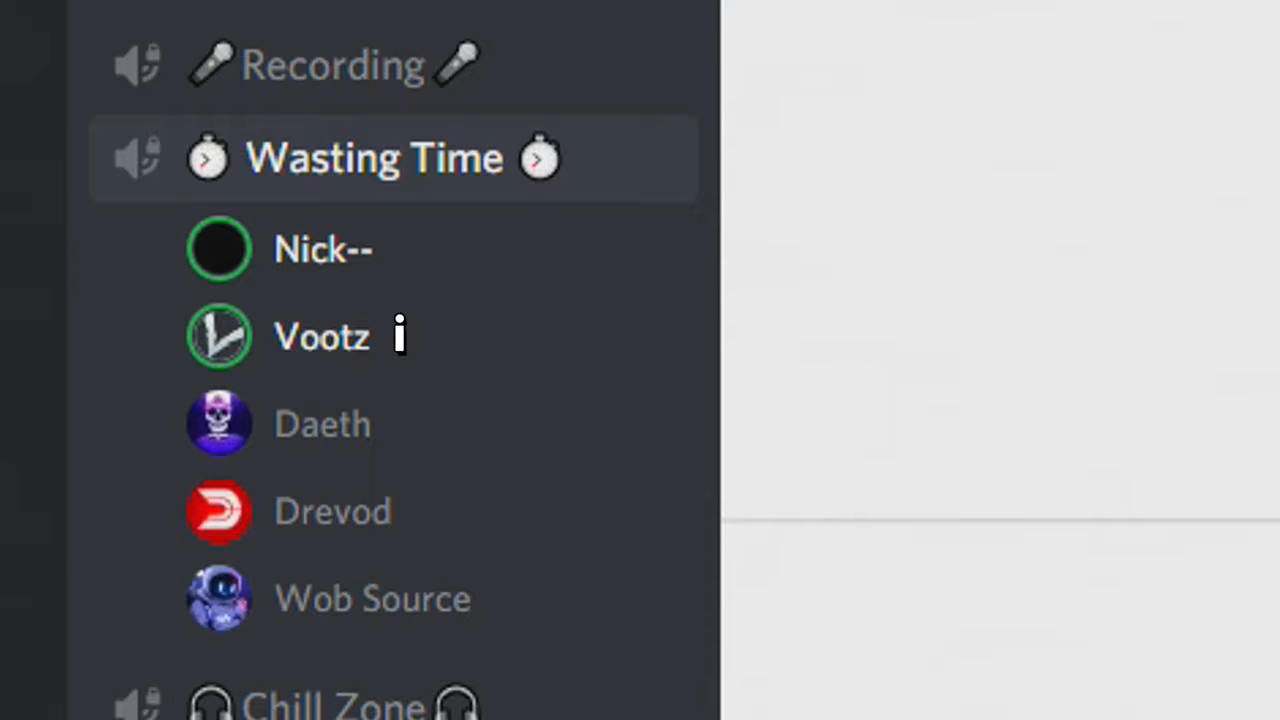 🎤 Recording 🎤
⏱ Wasting Time ⏱
Nick--
Vootz i
Daeth
Drevod
Wob Source
🎧 Chill Zone 🎧